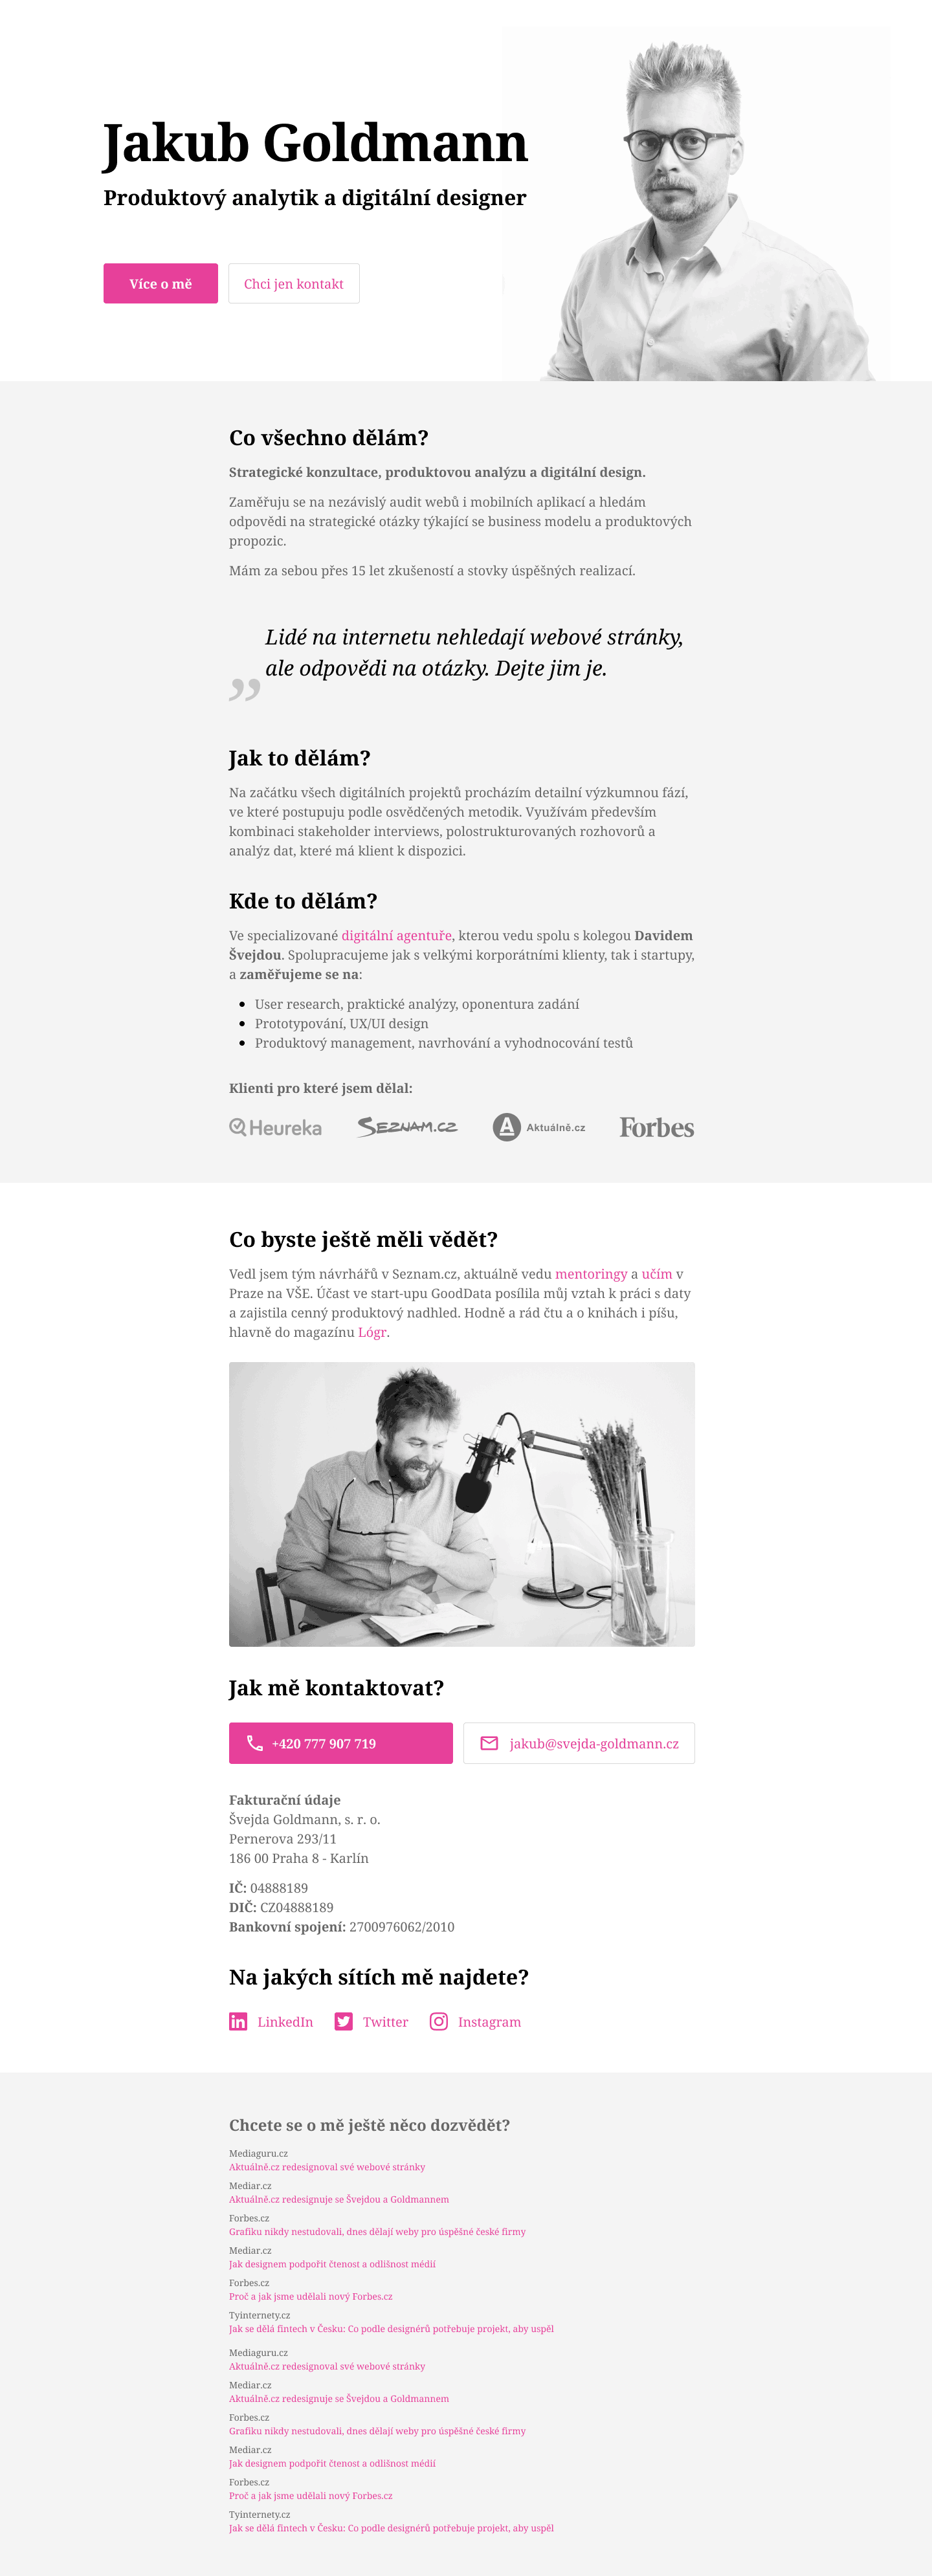 Jakub Goldmann
Produktový analytik a digitální designer
Více o mě
Chci jen kontakt
Co všechno dělám?
Strategické konzultace, produktovou analýzu a digitální design.
Zaměřuju se na nezávislý audit webů i mobilních aplikací a hledám
odpovědi na strategické otázky týkající se business modelu a produktových
propozic.
Mám za sebou přes 15 let zkušeností a stovky úspěšných realizací.
Lidé na internetu nehledají webové stránky,
ale odpovědi na otázky. Dejte jim je.
”
Jak to dělám?
Na začátku všech digitálních projektů procházím detailní výzkumnou fází,
ve které postupuju podle osvědčených metodik. Využívám především
kombinaci stakeholder interviews, polostrukturovaných rozhovorů a
analýz dat, které má klient k dispozici.
Kde to dělám?
Ve specializované digitální agentuře, kterou vedu spolu s kolegou Davidem
Švejdou. Spolupracujeme jak s velkými korporátními klienty, tak i startupy,
a zaměřujeme se na:
• User research, praktické analýzy, oponentura zadání
• Prototypování, UX/UI design
• Produktový management, navrhování a vyhodnocování testů
Klienti pro které jsem dělal:
Heureka
Seznam.cz
A Aktuálně.cz
Forbes
Co byste ještě měli vědět?
Vedl jsem tým návrhářů v Seznam.cz, aktuálně vedu mentoringy a učím v
Praze na VŠE. Účast ve start-upu GoodData posílila můj vztah k práci s daty
a zajistila cenný produktový nadhled. Hodně a rád čtu a o knihách i píšu,
hlavně do magazínu Lógr.
Jak mě kontaktovat?
+420 777 907 719
jakub@svejda-goldmann.cz
Fakturační údaje
Švejda Goldmann, s. r. o.
Pernerova 293/11
186 00 Praha 8 - Karlín
IČ: 04888189
DIČ: CZ04888189
Bankovní spojení: 2700976062/2010
Na jakých sítích mě najdete?
LinkedIn
Twitter
Instagram
Chcete se o mě ještě něco dozvědět?
Mediaguru.cz
Aktuálně.cz redesignoval své webové stránky
Mediar.cz
Aktuálně.cz redesignuje se Švejdou a Goldmannem
Forbes.cz
Grafiku nikdy nestudovali, dnes dělají weby pro úspěšné české firmy
Mediar.cz
Jak designem podpořit čtenost a odlišnost médií
Forbes.cz
Proč a jak jsme udělali nový Forbes.cz
Tyinternety.cz
Jak se dělá fintech v Česku: Co podle designérů potřebuje projekt, aby uspěl
Mediaguru.cz
Aktuálně.cz redesignoval své webové stránky
Mediar.cz
Aktuálně.cz redesignuje se Švejdou a Goldmannem
Forbes.cz
Grafiku nikdy nestudovali, dnes dělají weby pro úspěšné české firmy
Mediar.cz
Jak designem podpořit čtenost a odlišnost médií
Forbes.cz
Proč a jak jsme udělali nový Forbes.cz
Tyinternety.cz
Jak se dělá fintech v Česku: Co podle designérů potřebuje projekt, aby uspěl